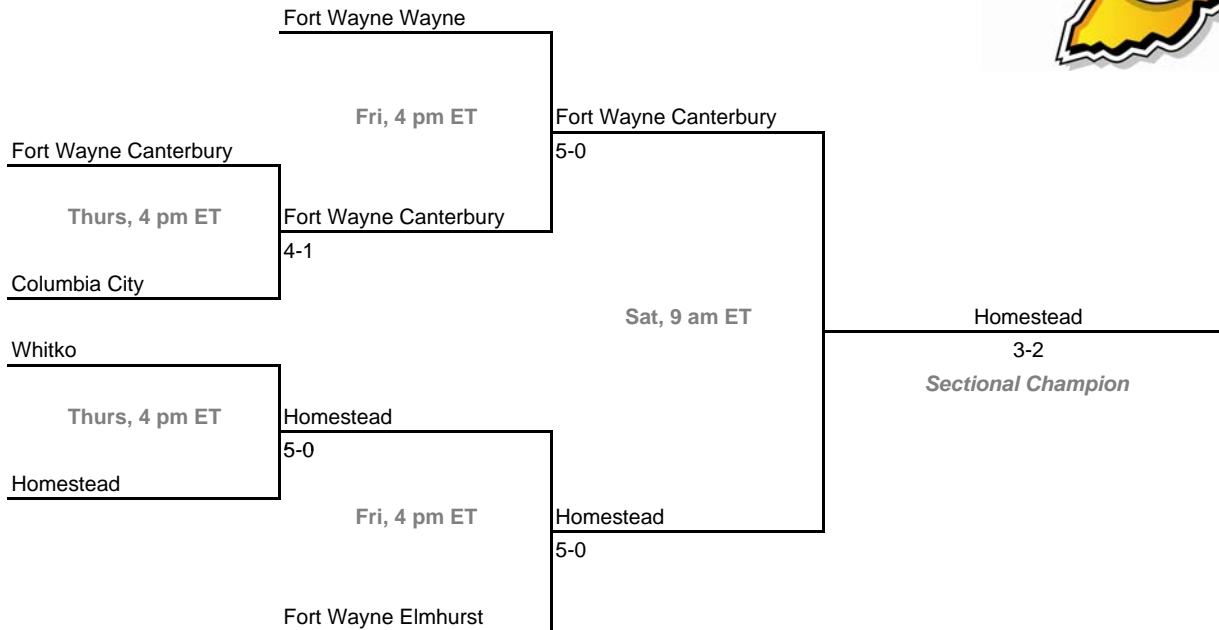 Fort Wayne Wayne
Fri, 4 pm ET
Fort Wayne Canterbury
Fort Wayne Canterbury
5-0
Thurs, 4 pm ET
Fort Wayne Canterbury
4-1
Columbia City
Sat, 9 am ET
Homestead
Whitko
3-2
Sectional Champion
Thurs, 4 pm ET
Homestead
5-0
Homestead
Fri, 4 pm ET
Homestead
5-0
Fort Wayne Elmhurst